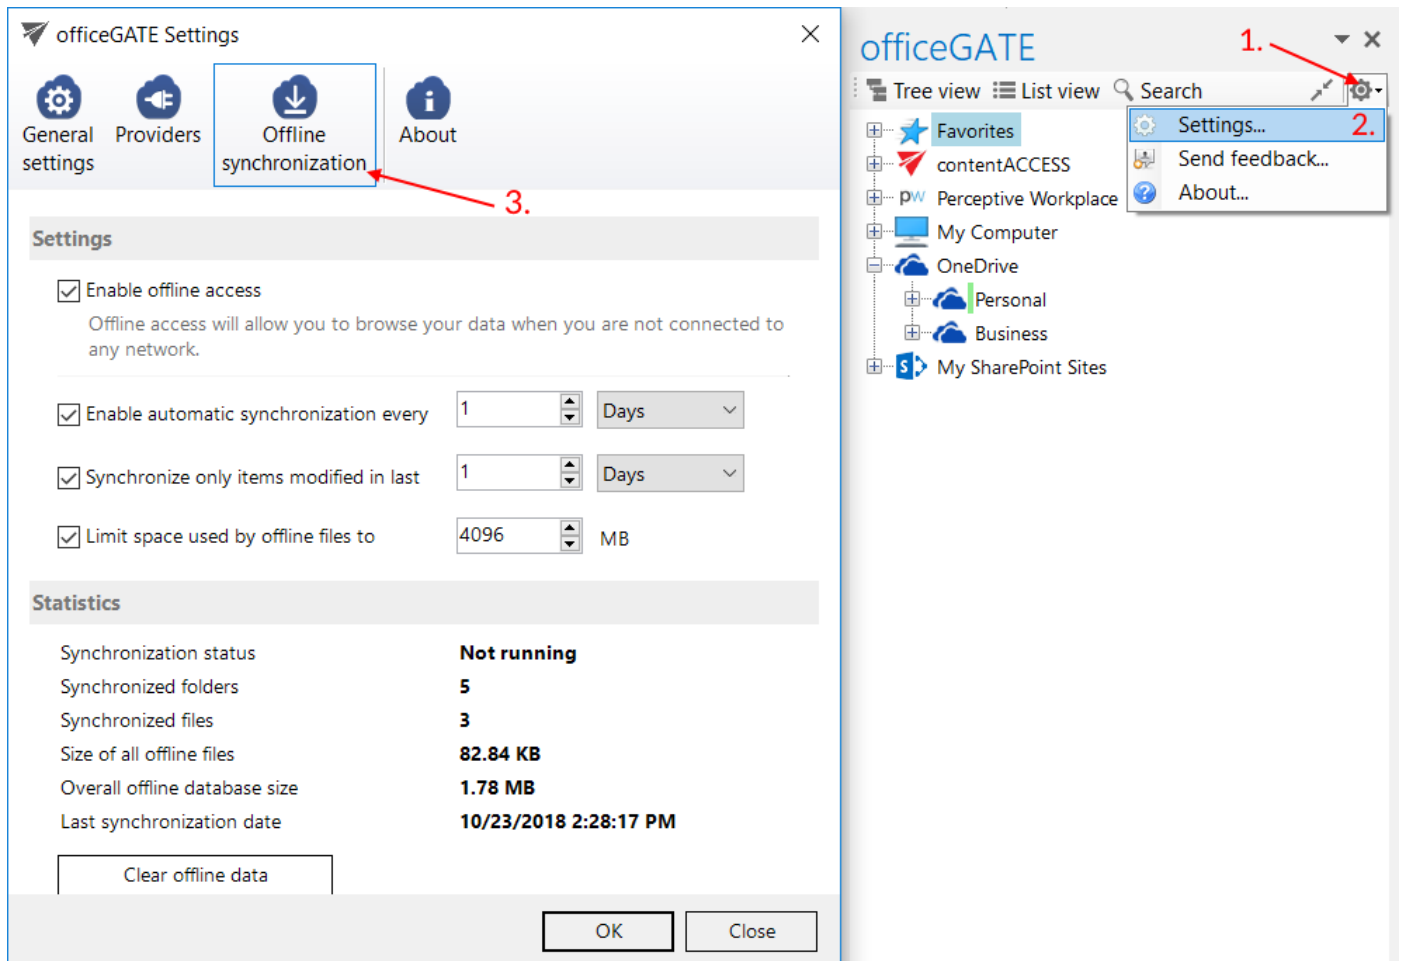 officeGATE Settings
General
settings
Providers
Offline
synchronization
About
3.
Settings
Enable offline access
Offline access will allow you to browse your data when you are not connected to
any network.
Enable automatic synchronization every 1 Days
Synchronize only items modified in last 1 Days
Limit space used by offline files to 4096 MB
Statistics
Synchronization status Not running
Synchronized folders 5
Synchronized files 3
Size of all offline files 82.84 KB
Overall offline database size 1.78 MB
Last synchronization date 10/23/2018 2:28:17 PM
Clear offline data
OK Close
officeGATE
1.
Tree view List view Search
Settings... 2.
Send feedback...
About...
Favorites
contentACCESS
pw Perceptive Workplace
My Computer
OneDrive
Personal
Business
S My SharePoint Sites